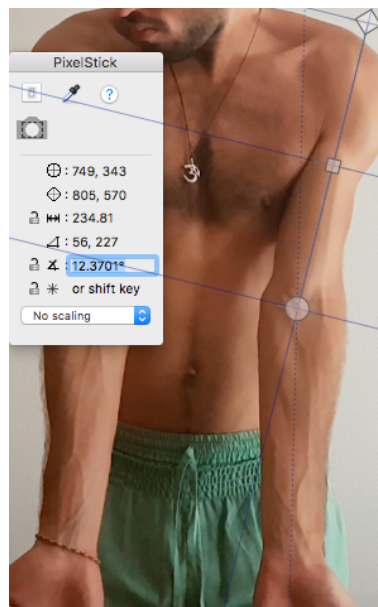 PixelStick
?
: 749, 343
: 805, 570
: 234.81
: 56, 227
: 12.3701°
or shift key
No scaling